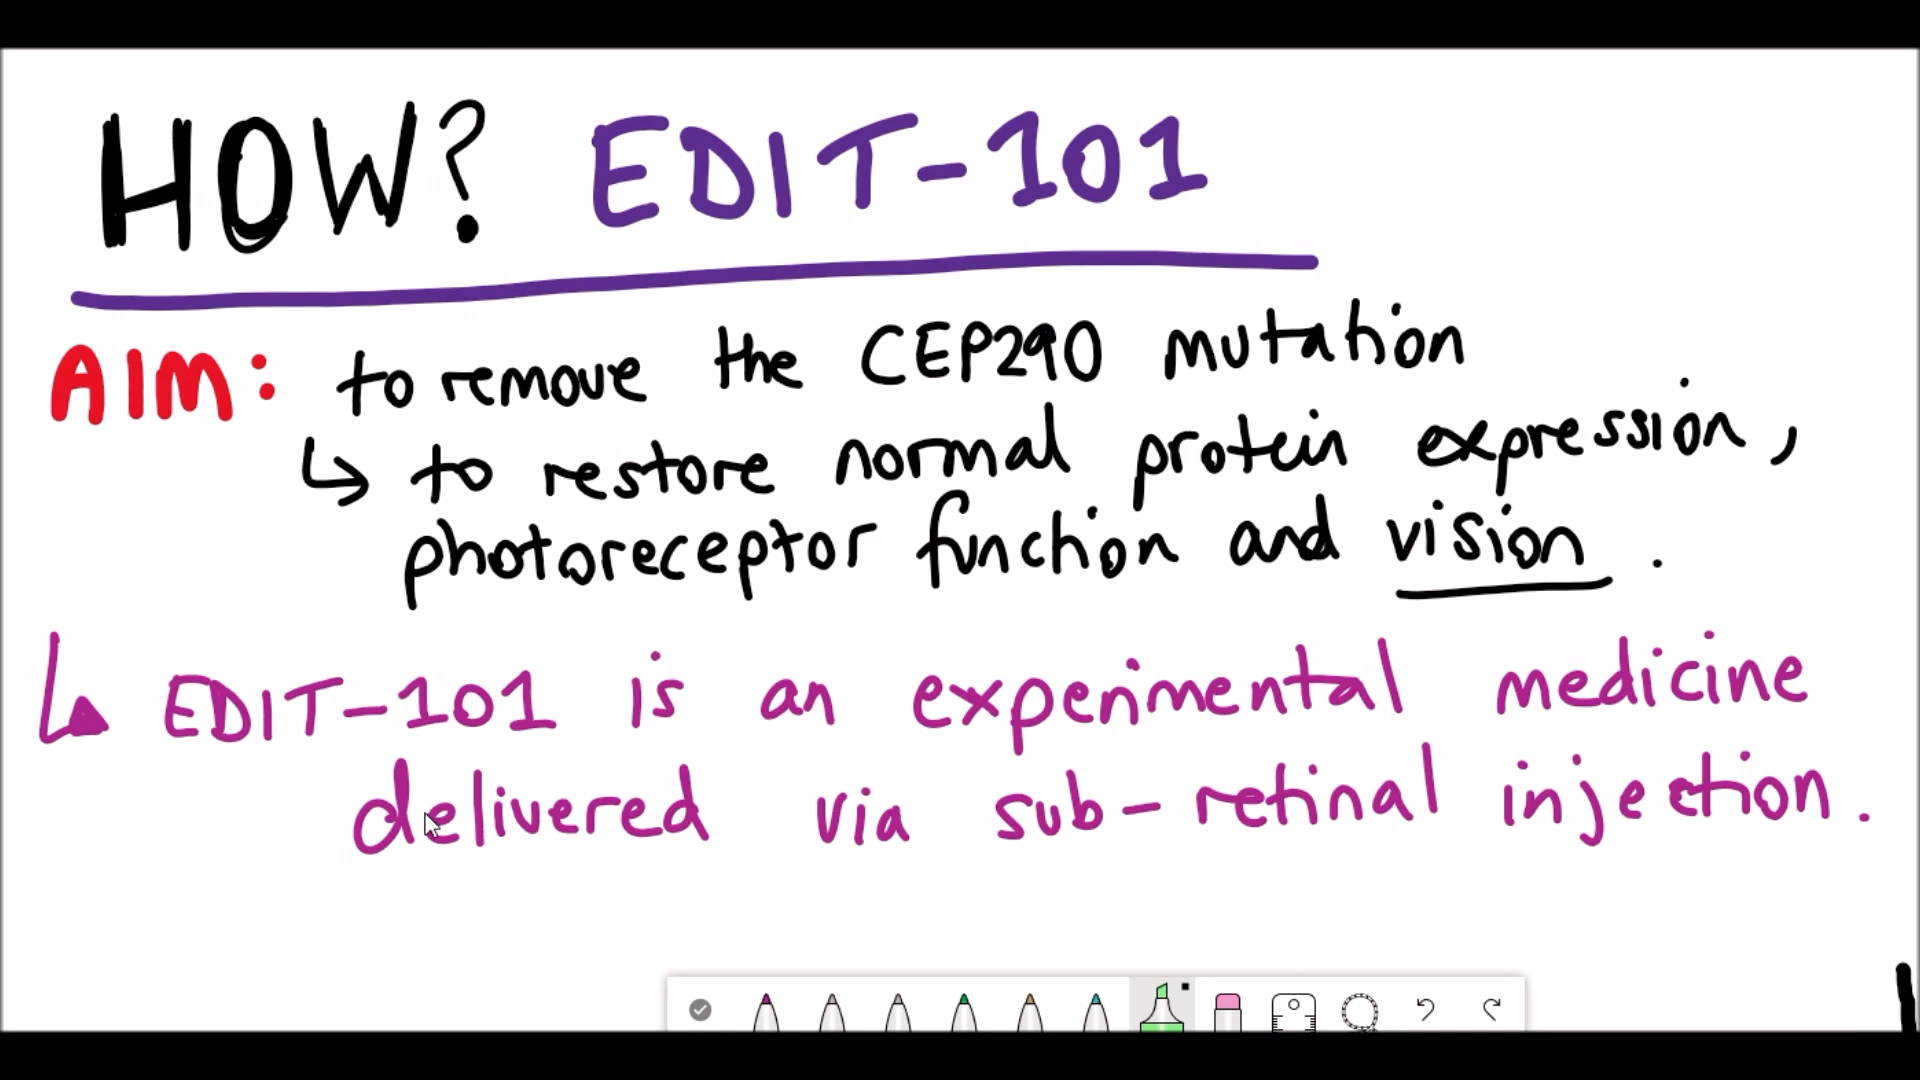 HOW? EDIT-101
AIM: to remove the CEP290 mutation
↳ to restore normal protein expression,
photoreceptor function and vision.
↳ EDIT-101 is an experimental medicine
delivered via sub-retinal injection.